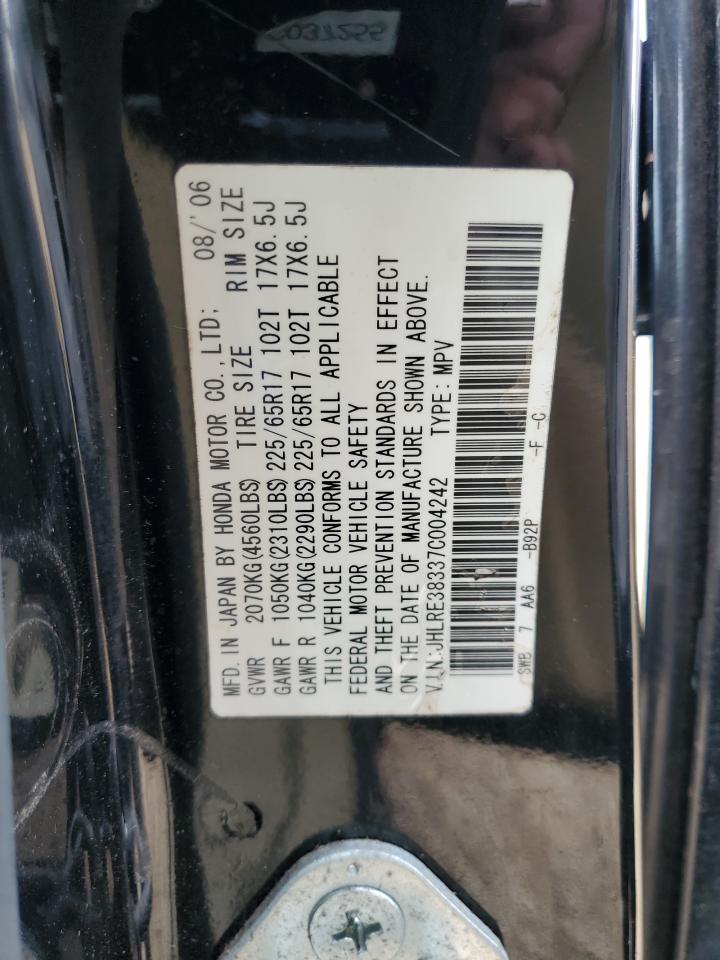 MFD. IN JAPAN BY HONDA MOTOR CO., LTD; 08/'06
GVWR 2070KG(4560LBS) TIRE SIZE RIM SIZE
GAWR F 1050KG(2310LBS) 225/65R17 102T 17X6.5J
GAWR R 1040KG(2290LBS) 225/65R17 102T 17X6.5J
THIS VEHICLE CONFORMS TO ALL APPLICABLE
FEDERAL MOTOR VEHICLE SAFETY
AND THEFT PREVENTION STANDARDS IN EFFECT
ON THE DATE OF MANUFACTURE SHOWN ABOVE.
V.I.N:JHLRE38337C004242 TYPE:MPV
SWB 7 AA6 -B92P -F -C